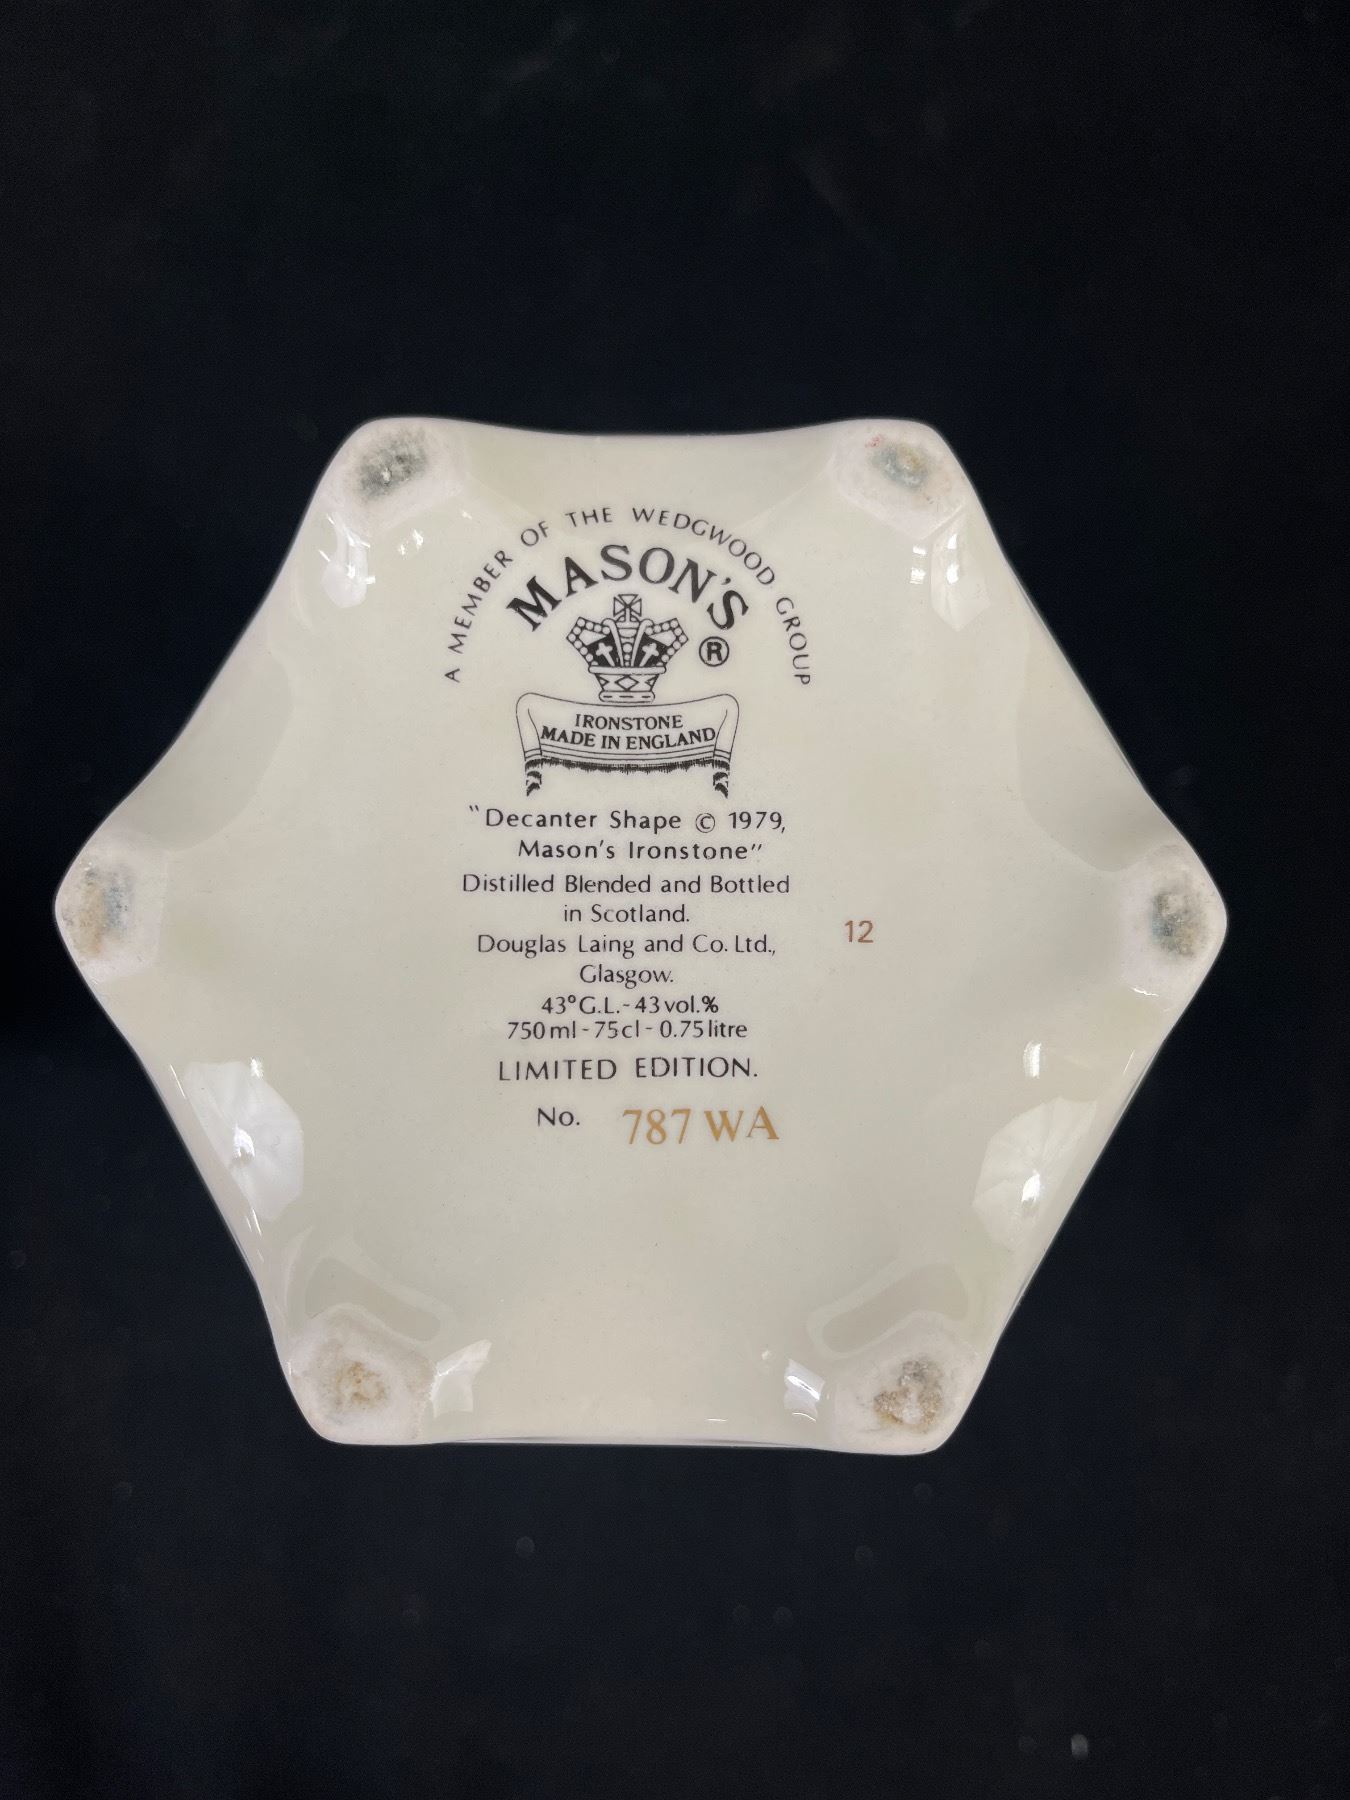 A MEMBER OF THE WEDGWOOD GROUP
MASON'S
®
IRONSTONE
MADE IN ENGLAND
"Decanter Shape © 1979,
Mason's Ironstone"
Distilled Blended and Bottled
in Scotland.
Douglas Laing and Co. Ltd.,
Glasgow.
43° G.L. - 43 vol.%
750 ml - 75 cl - 0.75 litre
LIMITED EDITION.
No. 787 WA
12